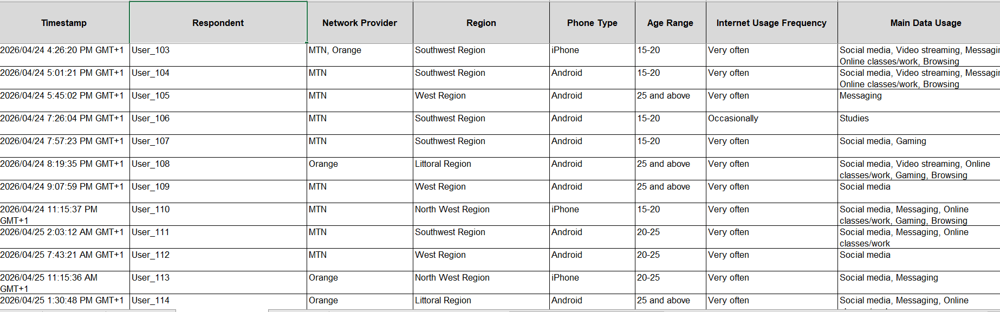 Timestamp Respondent Network Provider Region Phone Type Age Range Internet Usage Frequency Main Data Usage
2026/04/24 4:26:20 PM GMT+1 User_103 MTN, Orange Southwest Region iPhone 15-20 Very often Social media, Video streaming,
Online classes/work, Browsing
2026/04/24 5:01:21 PM GMT+1 User_104 MTN Southwest Region Android 15-20 Very often Social media, Video streaming,
Online classes/work, Browsing
2026/04/24 5:45:02 PM GMT+1 User_105 MTN West Region Android 25 and above Very often Messaging
2026/04/24 7:26:04 PM GMT+1 User_106 MTN Southwest Region Android 15-20 Occasionally Studies
2026/04/24 7:57:23 PM GMT+1 User_107 MTN Southwest Region Android 15-20 Very often Social media, Gaming
2026/04/24 8:19:35 PM GMT+1 User_108 Orange Littoral Region Android 25 and above Very often Social media, Video streaming, Online
classes/work, Gaming, Browsing
2026/04/24 9:07:59 PM GMT+1 User_109 MTN West Region Android 25 and above Very often Social media
2026/04/24 11:15:37 PM User_110 MTN North West Region iPhone 15-20 Very often Social media, Messaging, Online
GMT+1 classes/work, Gaming, Browsing
2026/04/25 2:03:12 AM GMT+1 User_111 MTN Southwest Region Android 20-25 Very often Social media, Messaging, Online
classes/work
2026/04/25 7:43:21 AM GMT+1 User_112 MTN West Region Android 20-25 Very often Social media
2026/04/25 11:15:36 AM User_113 Orange North West Region iPhone 20-25 Very often Social media, Messaging
GMT+1
2026/04/25 1:30:48 PM GMT+1 User_114 Orange Littoral Region Android 25 and above Very often Social media, Messaging, Online